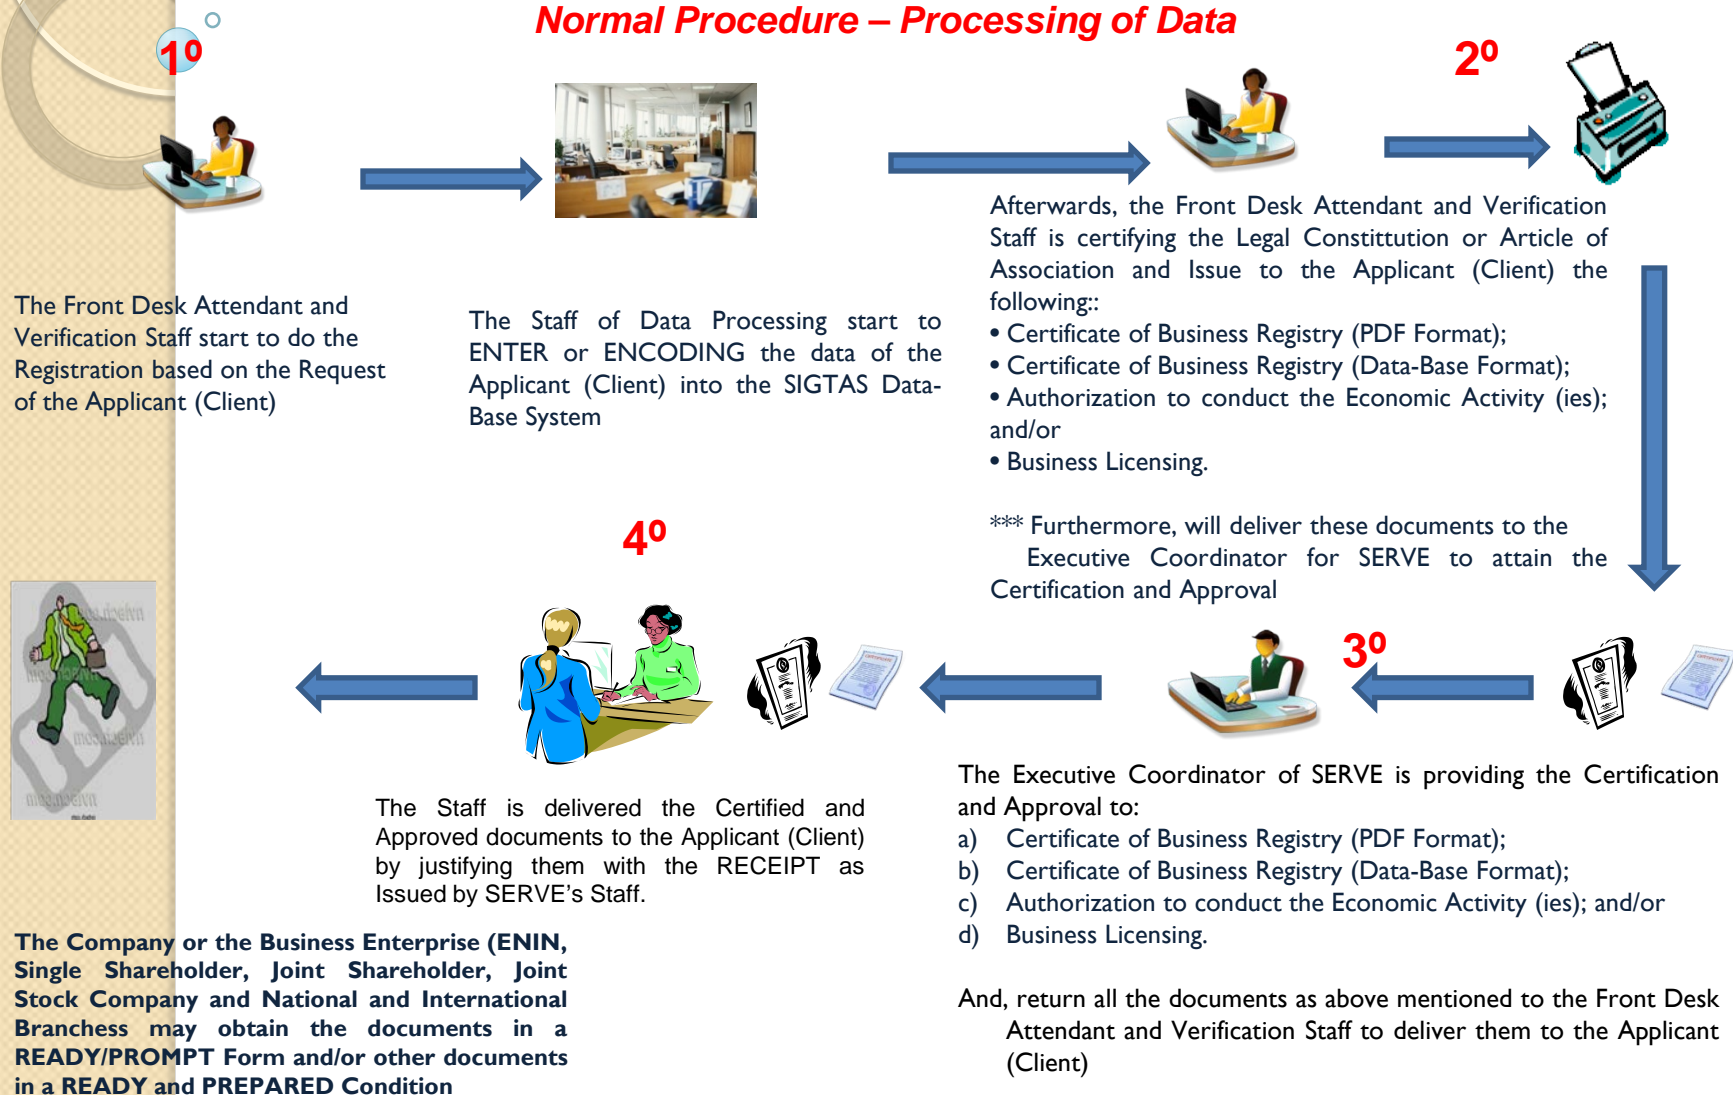 Normal Procedure – Processing of Data
1º
The Front Desk Attendant and
Verification Staff start to do the
Registration based on the Request
of the Applicant (Client)
The Staff of Data Processing start to
ENTER or ENCODING the data of the
Applicant (Client) into the SIGTAS Data-
Base System
2º
Afterwards, the Front Desk Attendant and Verification
Staff is certifying the Legal Constittution or Article of
Association and Issue to the Applicant (Client) the
following::
• Certificate of Business Registry (PDF Format);
• Certificate of Business Registry (Data-Base Format);
• Authorization to conduct the Economic Activity (ies);
and/or
• Business Licensing.
*** Furthermore, will deliver these documents to the
Executive Coordinator for SERVE to attain the
Certification and Approval
3º
The Executive Coordinator of SERVE is providing the Certification
and Approval to:
a) Certificate of Business Registry (PDF Format);
b) Certificate of Business Registry (Data-Base Format);
c) Authorization to conduct the Economic Activity (ies); and/or
d) Business Licensing.
And, return all the documents as above mentioned to the Front Desk
Attendant and Verification Staff to deliver them to the Applicant
(Client)
4º
The Staff is delivered the Certified and
Approved documents to the Applicant (Client)
by justifying them with the RECEIPT as
Issued by SERVE's Staff.
The Company or the Business Enterprise (ENIN,
Single Shareholder, Joint Shareholder, Joint
Stock Company and National and International
Branchess may obtain the documents in a
READY/PROMPT Form and/or other documents
in a READY and PREPARED Condition